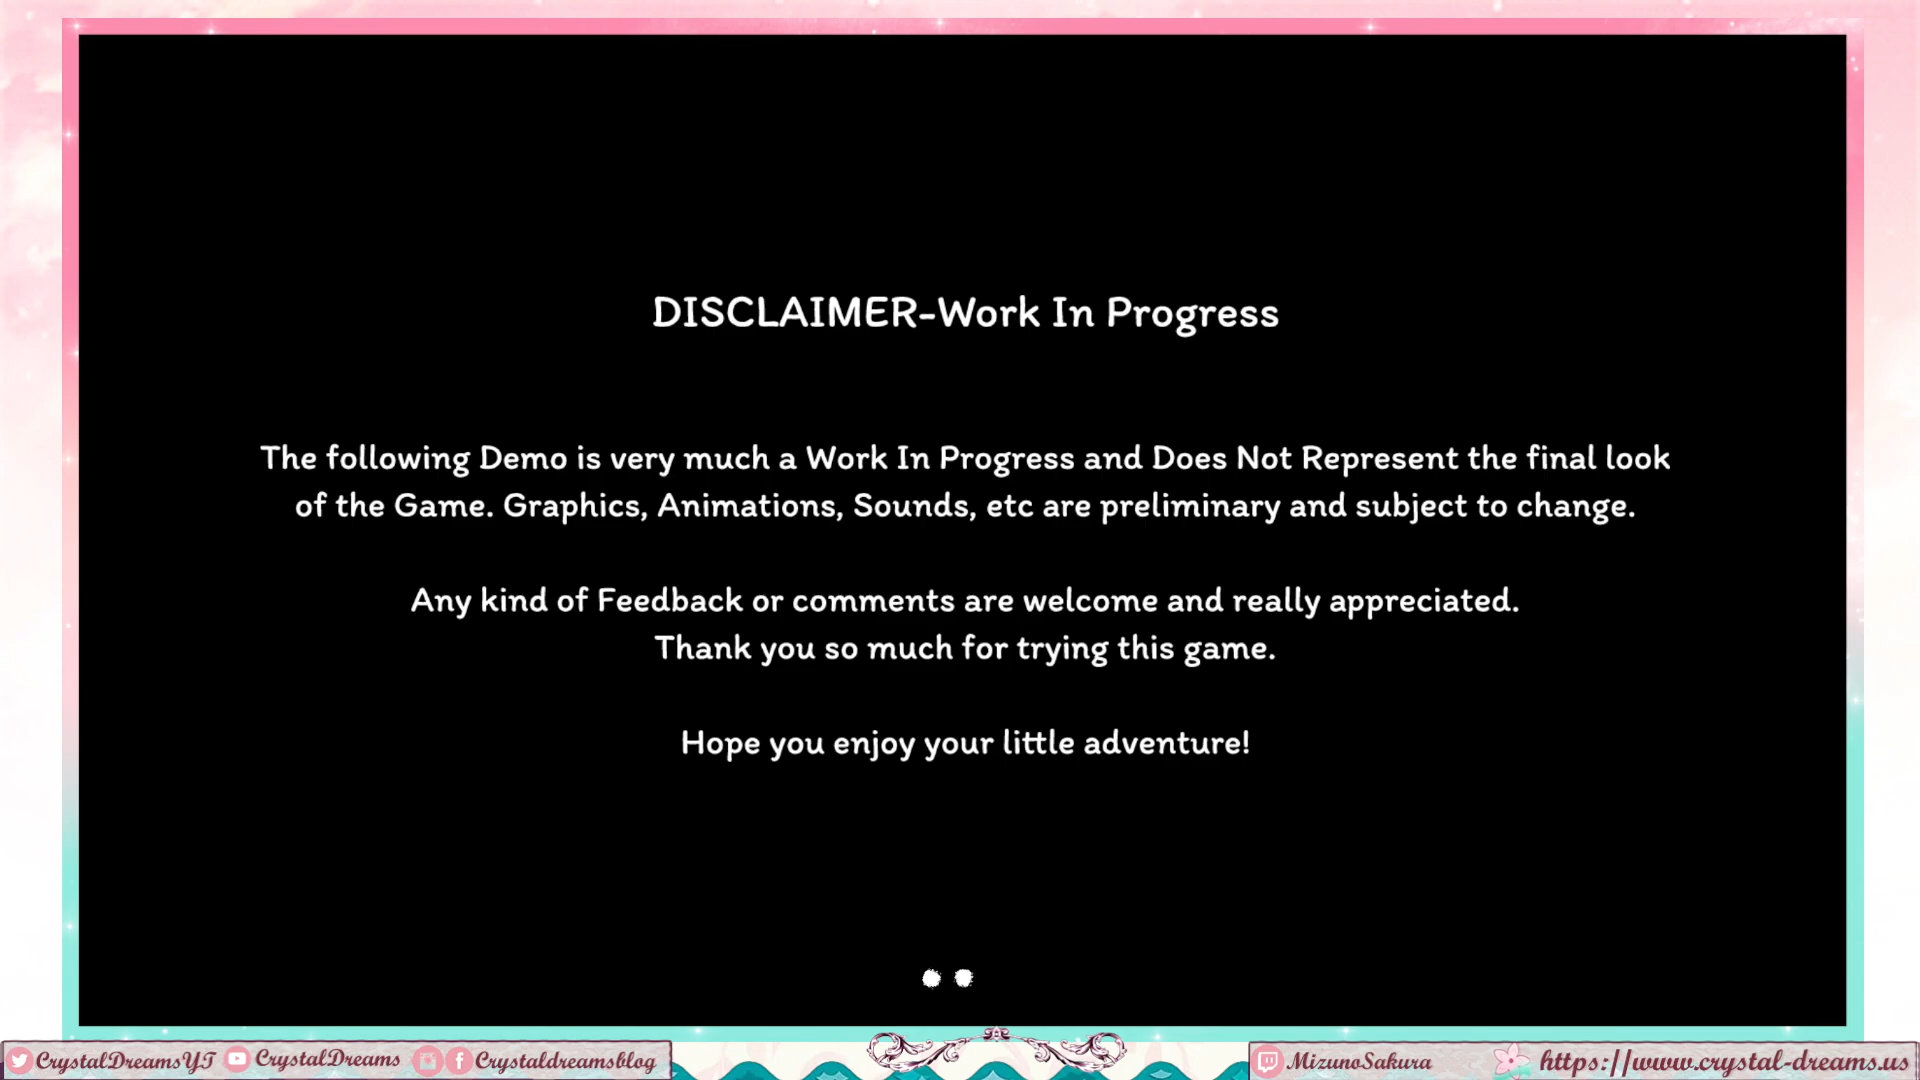 DISCLAIMER-Work In Progress
The following Demo is very much a Work In Progress and Does Not Represent the final look
of the Game. Graphics, Animations, Sounds, etc are preliminary and subject to change.
Any kind of Feedback or comments are welcome and really appreciated.
Thank you so much for trying this game.
Hope you enjoy your little adventure!
CrystalDreamsYT CrystalDreams Crystaldreamsblog MizunoSakura https://www.crystal-dreams.us